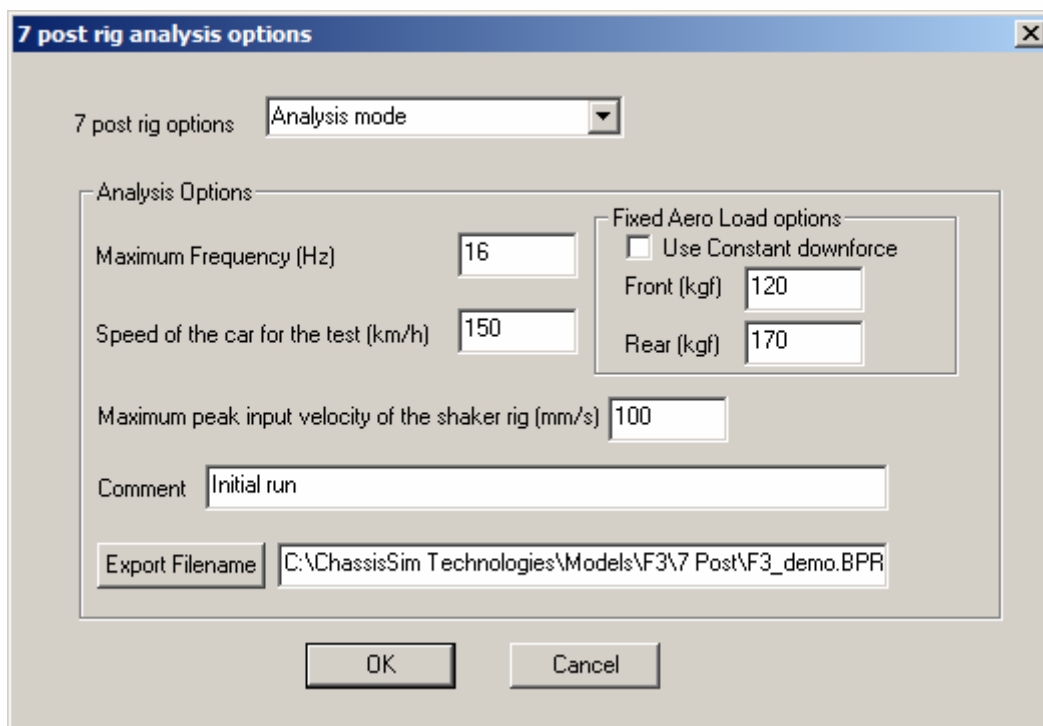 7 post rig analysis options
7 post rig options Analysis mode
Analysis Options
Maximum Frequency (Hz) 16
Speed of the car for the test (km/h) 150
Fixed Aero Load options
Use Constant downforce
Front (kgf) 120
Rear (kgf) 170
Maximum peak input velocity of the shaker rig (mm/s) 100
Comment Initial run
Export Filename C:\ChassisSim Technologies\Models\F3\7 Post\F3_demo.BPR
OK Cancel